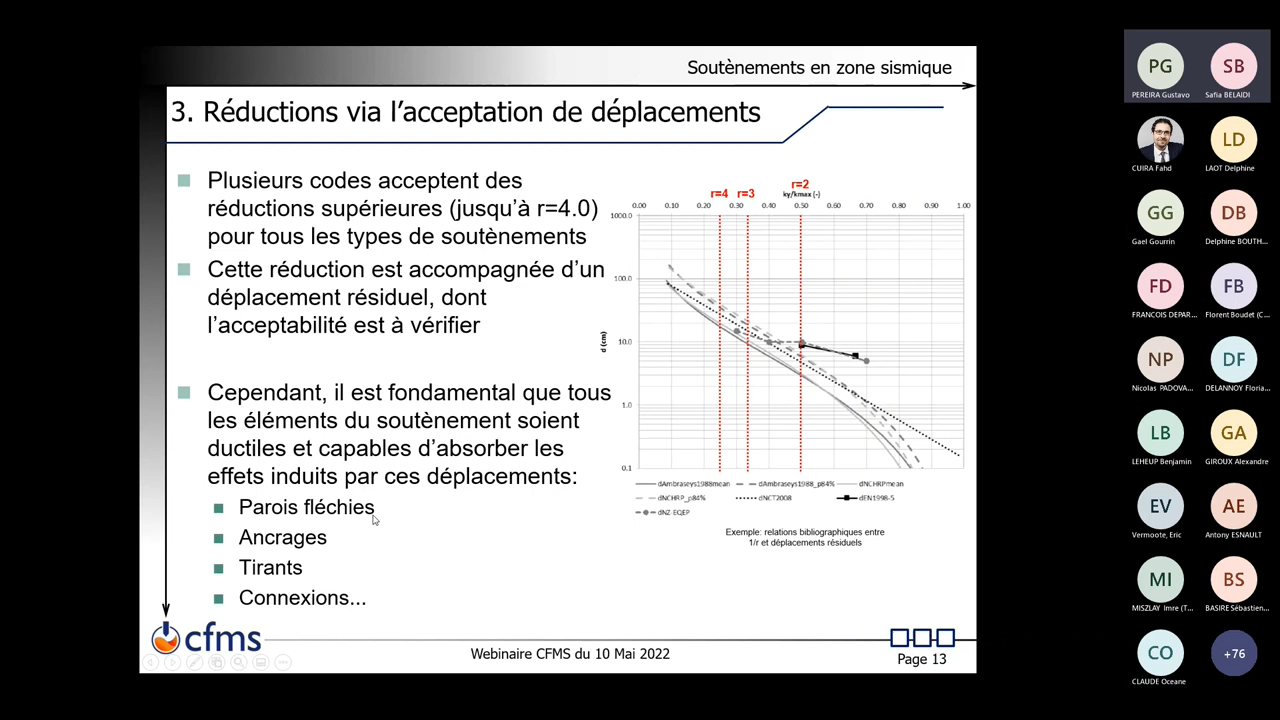 Soutènements en zone sismique
3. Réductions via l’acceptation de déplacements
Plusieurs codes acceptent des
réductions supérieures (jusqu’à r=4.0)
pour tous les types de soutènements
Cette réduction est accompagnée d’un
déplacement résiduel, dont
l’acceptabilité est à vérifier
Cependant, il est fondamental que tous
les éléments du soutènement soient
ductiles et capables d’absorber les
effets induits par ces déplacements:
Parois fléchies
Ancrages
Tirants
Connexions...
r=4 r=3 r=2
ky/kmax (-)
0.00 0.10 0.20 0.30 0.40 0.50 0.60 0.70 0.80 0.90 1.00
1000.0
100.0
10.0
1.0
0.1
d (cm)
dAmbraseys1988mean dAmbraseys1988_p84% dNCHRPmean
dNCHRP_p84% dNCT2008 dEN1998-5
dNZ-EQEP
Exemple: relations bibliographiques entre
1/r et déplacements résiduels
cfms
Webinaire CFMS du 10 Mai 2022
Page 13
PG SB
PEREIRA Gustavo Safia BELAIDI
LD
CUIRA Fahd LAOT Delphine
GG DB
Gael Gourrin Delphine BOUTH...
FD FB
FRANCOIS DEPAR... Florent Boudet (C...
NP DF
Nicolas PADOVA... DELANNOY Floria...
LB GA
LEHEUP Benjamin GIROUX Alexandre
EV AE
Vermoote, Eric Antony ESNAULT
MI BS
MISZLAY Imre (T... BASIRE Sébastien...
CO +76
CLAUDE Oceane